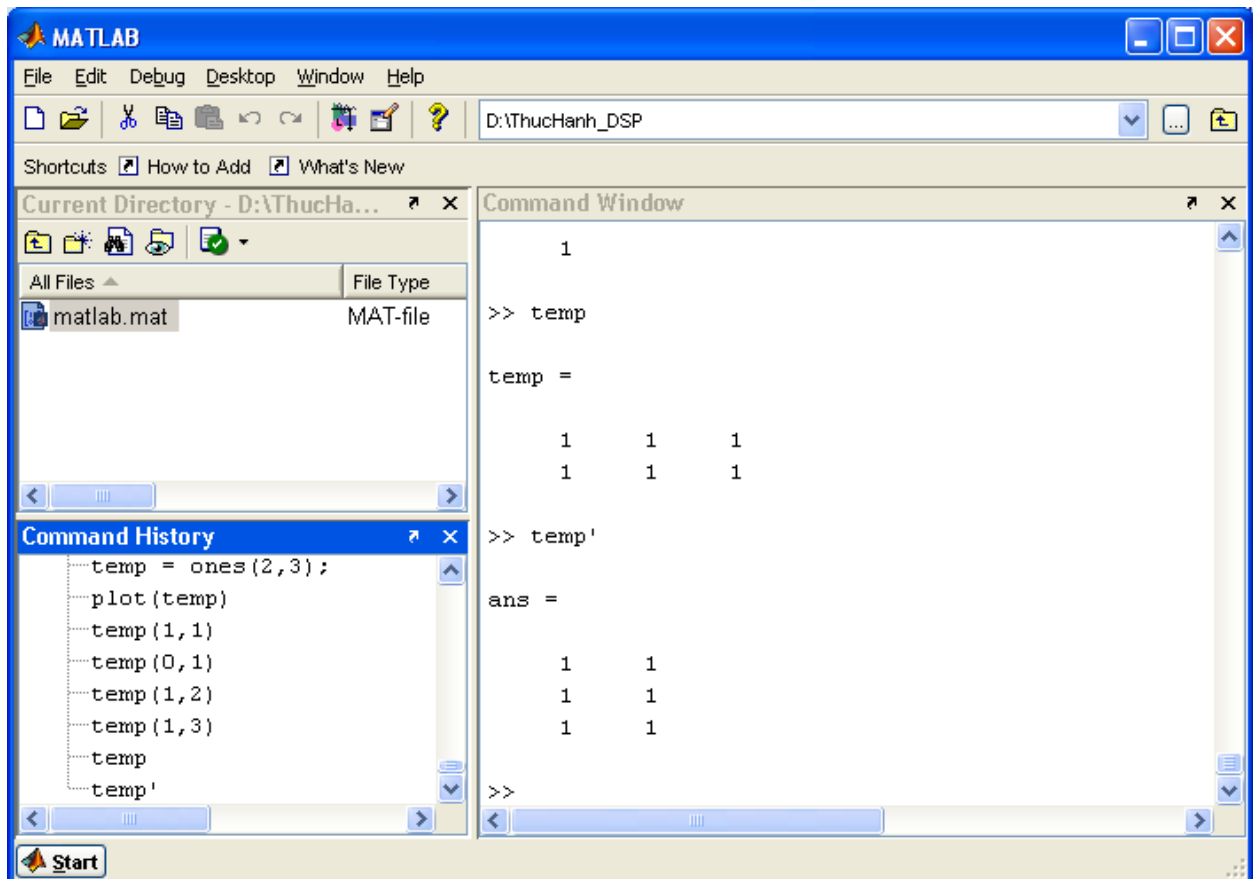 MATLAB
File Edit Debug Desktop Window Help
D:\ThucHanh_DSP
...
Shortcuts How to Add What's New
Current Directory - D:\ThucHa...
All Files File Type
matlab.mat MAT-file
Command History
temp = ones(2,3);
plot(temp)
temp(1,1)
temp(0,1)
temp(1,2)
temp(1,3)
temp
temp'
Command Window
1
>> temp
temp =
1 1 1
1 1 1
>> temp'
ans =
1 1
1 1
1 1
>>
Start